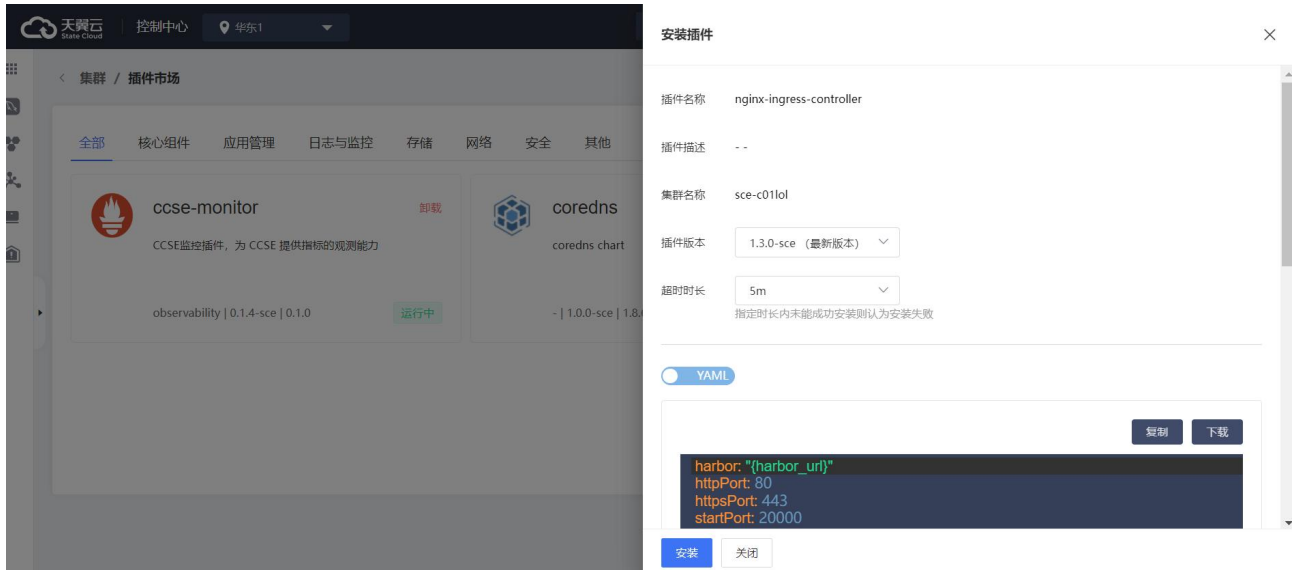 天翼云
State Cloud
控制中心
华东1
集群 / 插件市场
全部 核心组件 应用管理 日志与监控 存储 网络 安全 其他
ccse-monitor
卸载
CCSE监控插件，为 CCSE 提供指标的观测能力
observability | 0.1.4-sce | 0.1.0
运行中
coredns
coredns chart
- | 1.0.0-sce | 1.8.
安装插件
插件名称 nginx-ingress-controller
插件描述 - -
集群名称 sce-c01lol
插件版本 1.3.0-sce （最新版本）
超时时长 5m
指定时长内未能成功安装则认为安装失败
YAML
复制 下载
harbor: "{harbor_url}"
httpPort: 80
httpsPort: 443
startPort: 20000
安装 关闭